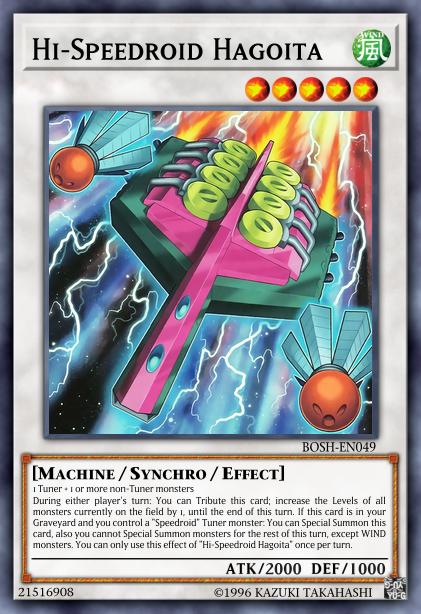 HI-SPEEDROID HAGOITA
WIND
風
BOSH-EN049
[MACHINE / SYNCHRO / EFFECT]
1 Tuner + 1 or more non-Tuner monsters
During either player's turn: You can Tribute this card; increase the Levels of all
monsters currently on the field by 1, until the end of this turn. If this card is in your
Graveyard and you control a "Speedroid" Tuner monster: You can Special Summon this
card, also you cannot Special Summon monsters for the rest of this turn, except WIND
monsters. You can only use this effect of "Hi-Speedroid Hagoita" once per turn.
ATK/2000 DEF/1000
21516908
©1996 KAZUKI TAKAHASHI